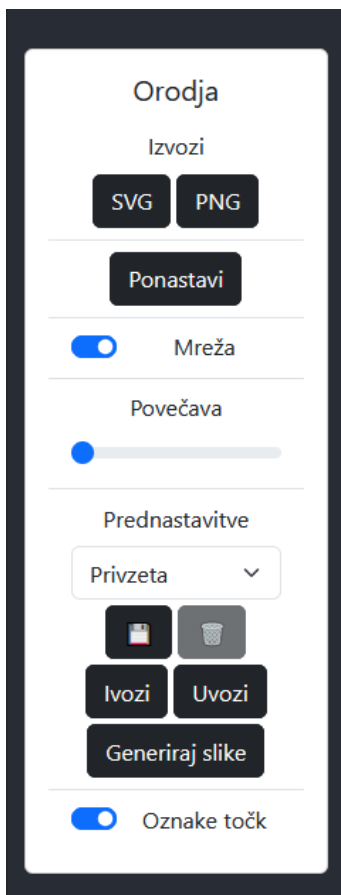 Orodja
Izvozi
SVG PNG
Ponastavi
Mreža
Povečava
Prednastavitve
Privzeta
Ivozi Uvozi
Generiraj slike
Oznake točk